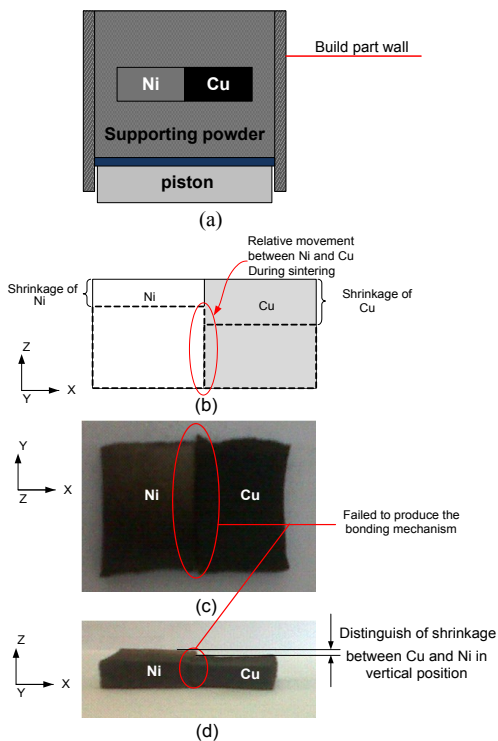 Build part wall
Ni
Cu
Supporting powder
piston
(a)
Relative movement
between Ni and Cu
During sintering
Shrinkage of
Ni
Ni
Cu
Shrinkage of
Cu
Z
Y
X
(b)
Y
Z
X
Ni
Cu
Failed to produce the
bonding mechanism
(c)
Z
Y
X
Ni
Cu
Distinguish of shrinkage
between Cu and Ni in
vertical position
(d)